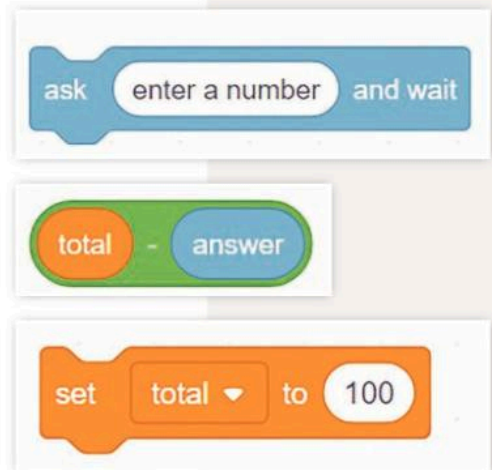 ask enter a number and wait
total - answer
set total to 100